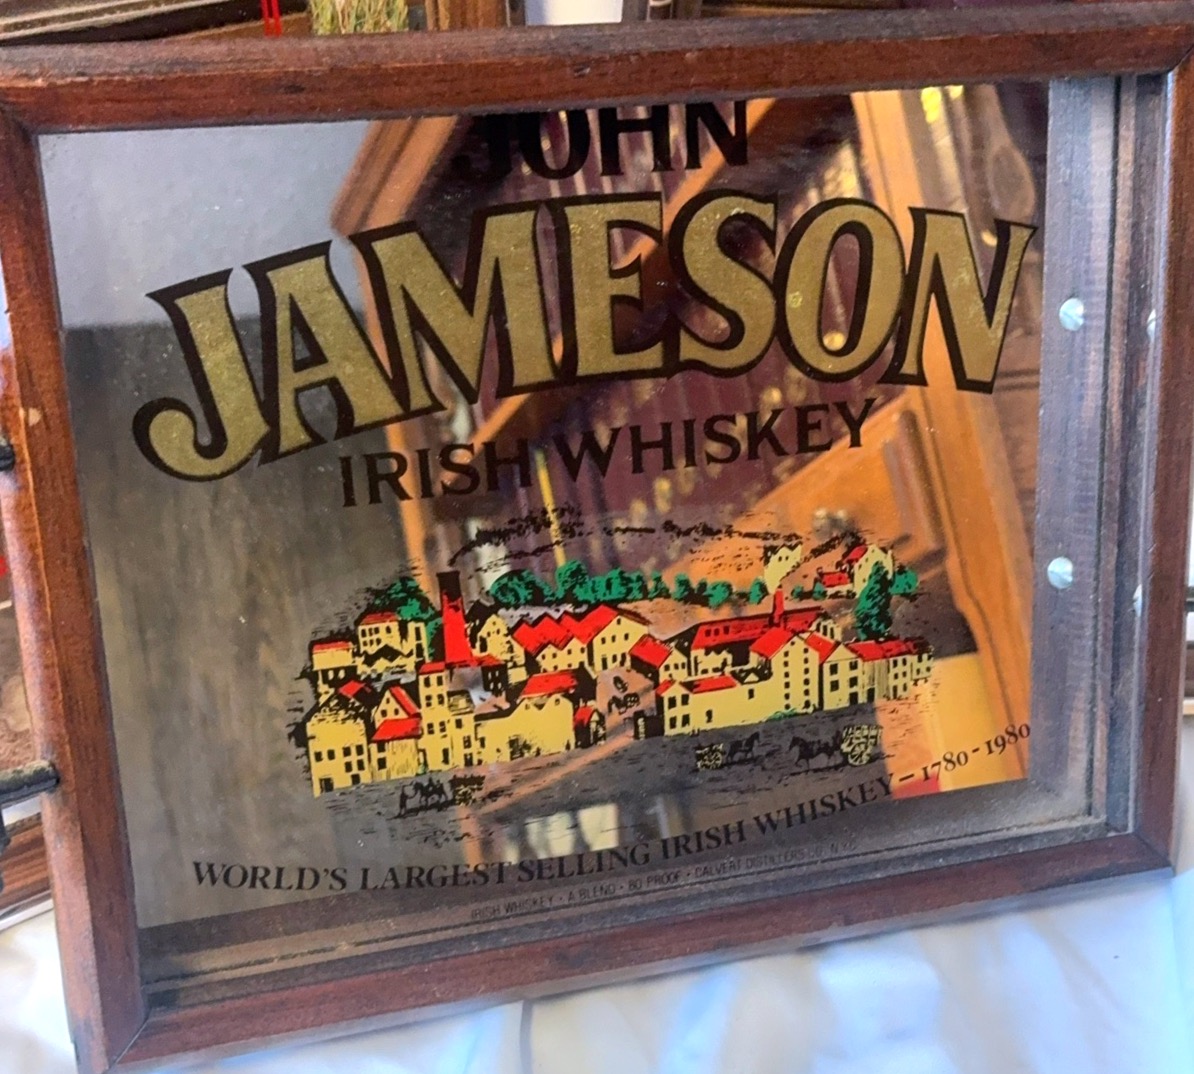 JOHN
JAMESON
IRISH WHISKEY
WORLD'S LARGEST SELLING IRISH WHISKEY – 1780-1980
IRISH WHISKEY • A BLEND • 80 PROOF • CALVERT DISTILLERS CO. N.Y.C.